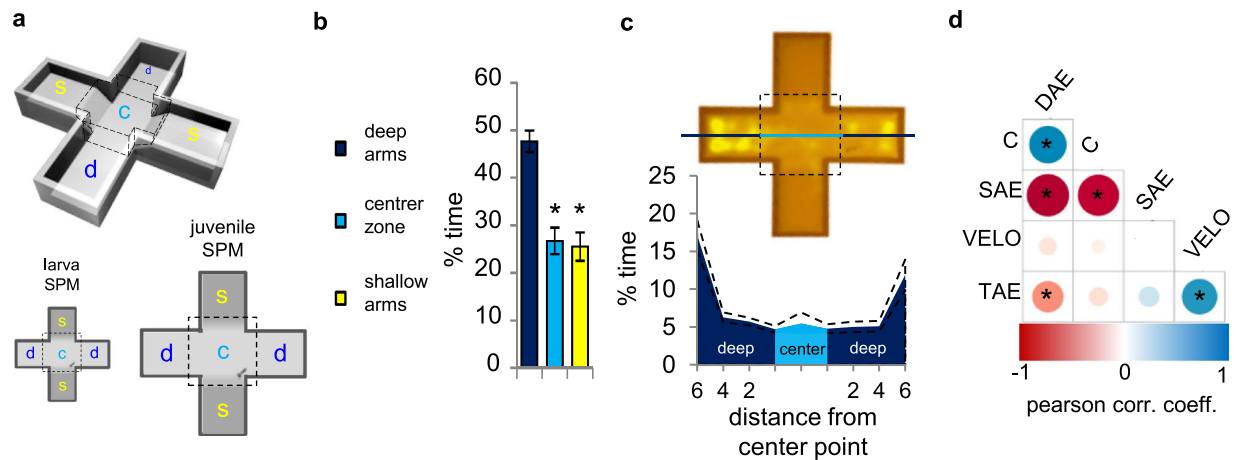 a
s
d
c
s
d
larva
SPM
s
d
c
d
s
juvenile
SPM
s
d
c
d
s
b
deep
arms
centrer
zone
shallow
arms
% time
60
50
40
30
20
10
0
*
*
c
% time
25
20
15
10
5
0
deep
center
deep
6 4 2 2 4 6
distance from
center point
d
DAE
C
SAE
VELO
C
SAE
VELO
TAE
*
* *
* *
-1 0 1
pearson corr. coeff.